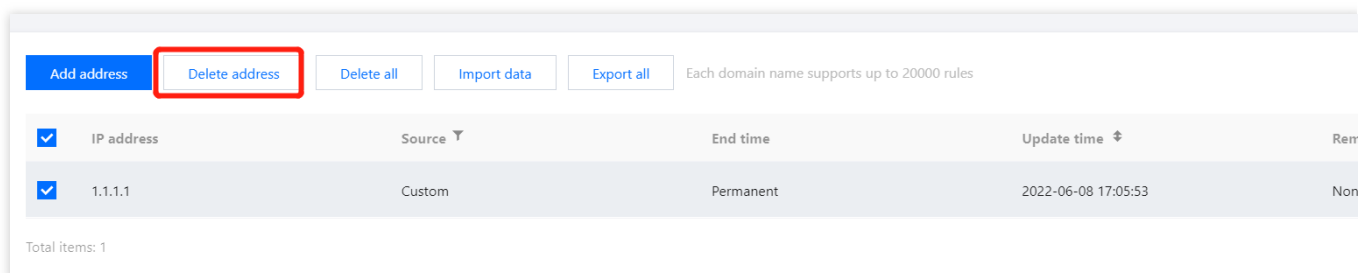 Add address Delete address Delete all Import data Export all Each domain name supports up to 20000 rules
IP address Source End time Update time Rem
1.1.1.1 Custom Permanent 2022-06-08 17:05:53 Non
Total items: 1